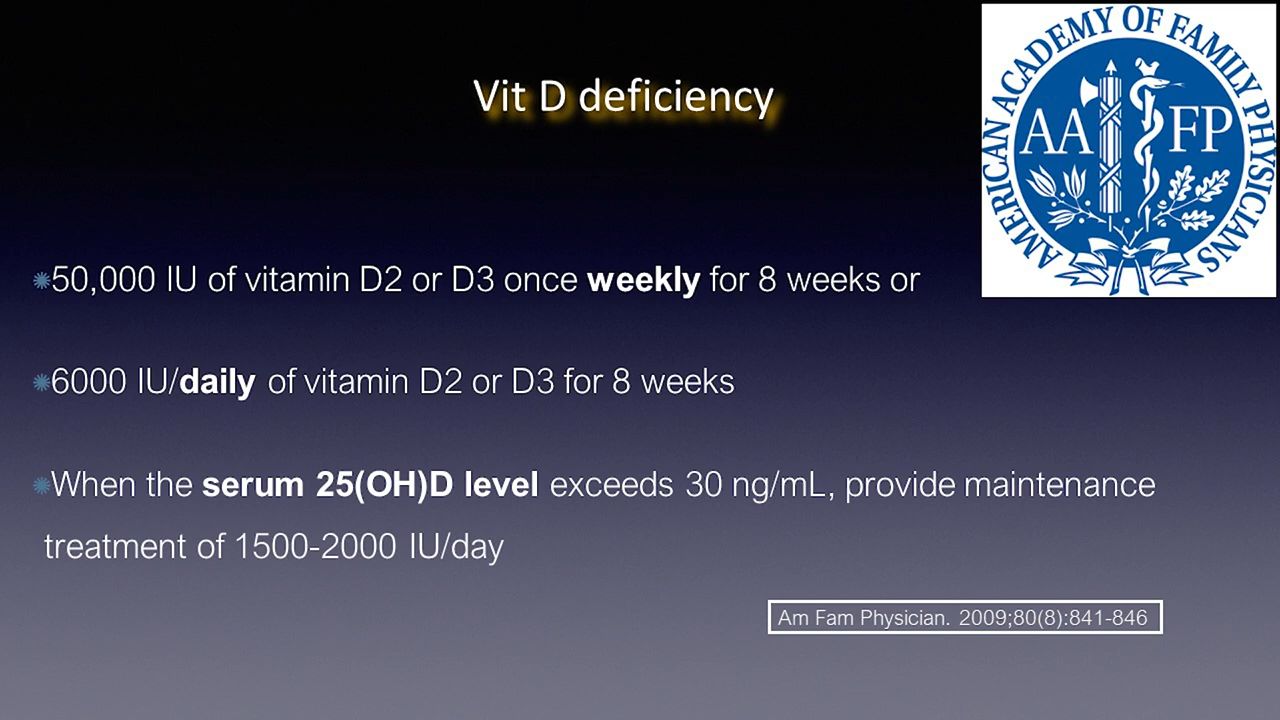 Vit D deficiency
AMERICAN ACADEMY OF FAMILY PHYSICIANS
AA FP
50,000 IU of vitamin D2 or D3 once weekly for 8 weeks or
6000 IU/daily of vitamin D2 or D3 for 8 weeks
When the serum 25(OH)D level exceeds 30 ng/mL, provide maintenance
treatment of 1500-2000 IU/day
Am Fam Physician. 2009;80(8):841-846